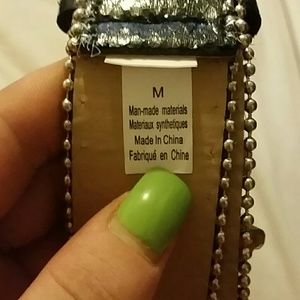 M
Man-made materials
Materiaux synthetiques
Made In China
Fabriqué en Chine